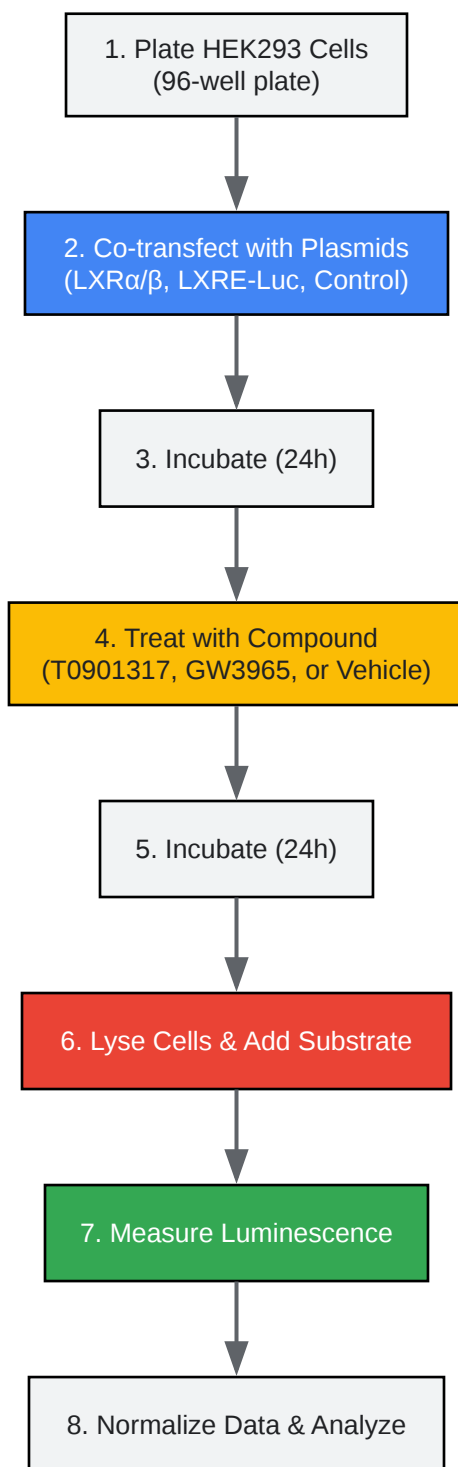 1. Plate HEK293 Cells
(96-well plate)
2. Co-transfect with Plasmids
(LXRα/β, LXRE-Luc, Control)
3. Incubate (24h)
4. Treat with Compound
(T0901317, GW3965, or Vehicle)
5. Incubate (24h)
6. Lyse Cells & Add Substrate
7. Measure Luminescence
8. Normalize Data & Analyze